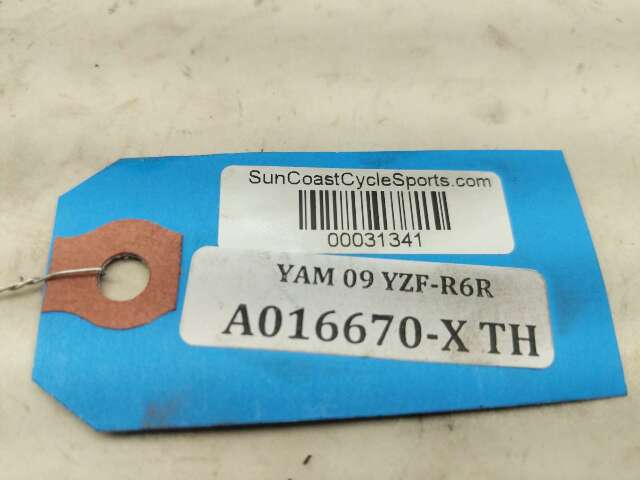 SunCoastCycleSports.com
00031341
YAM 09 YZF-R6R
A016670-X TH